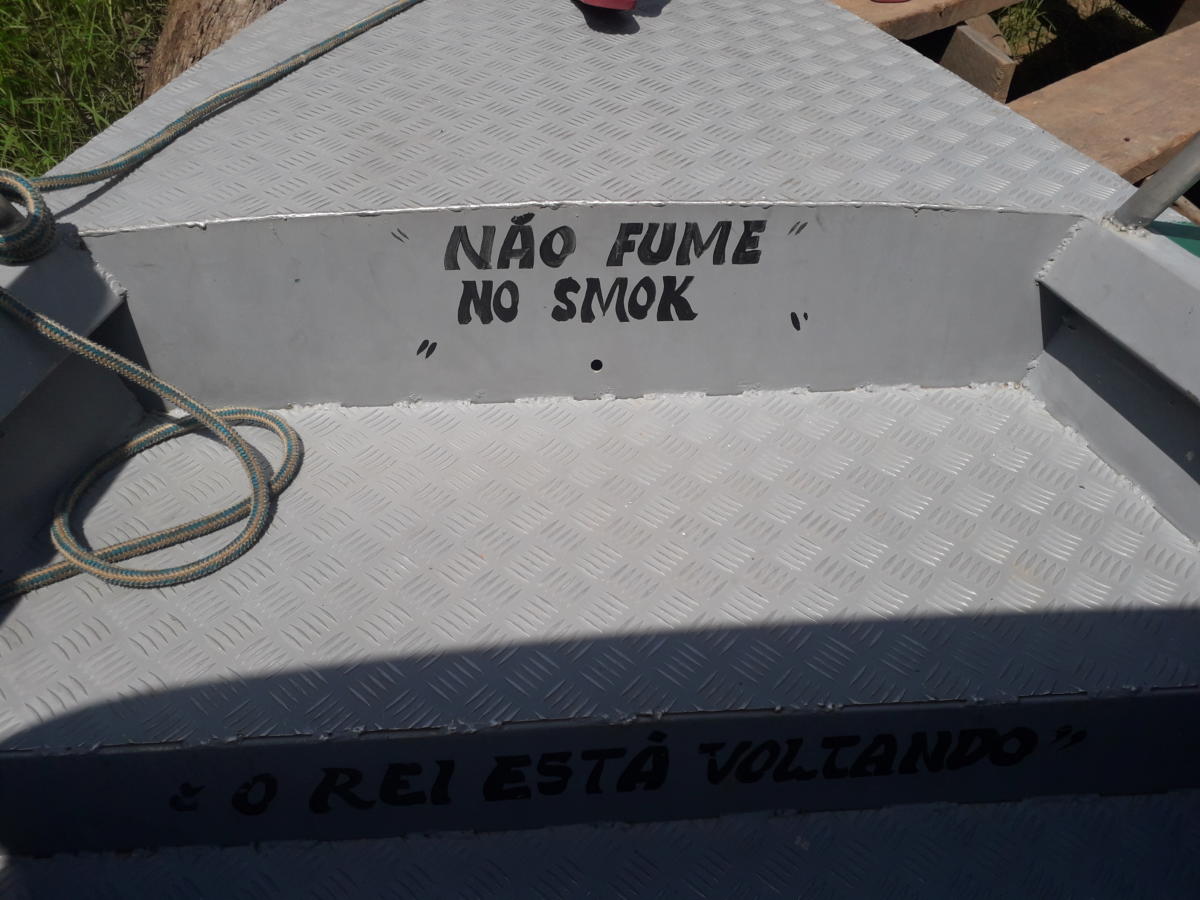 " NÃO FUME "
NO SMOK
" "
" O REI ESTÀ VOLTANDO "